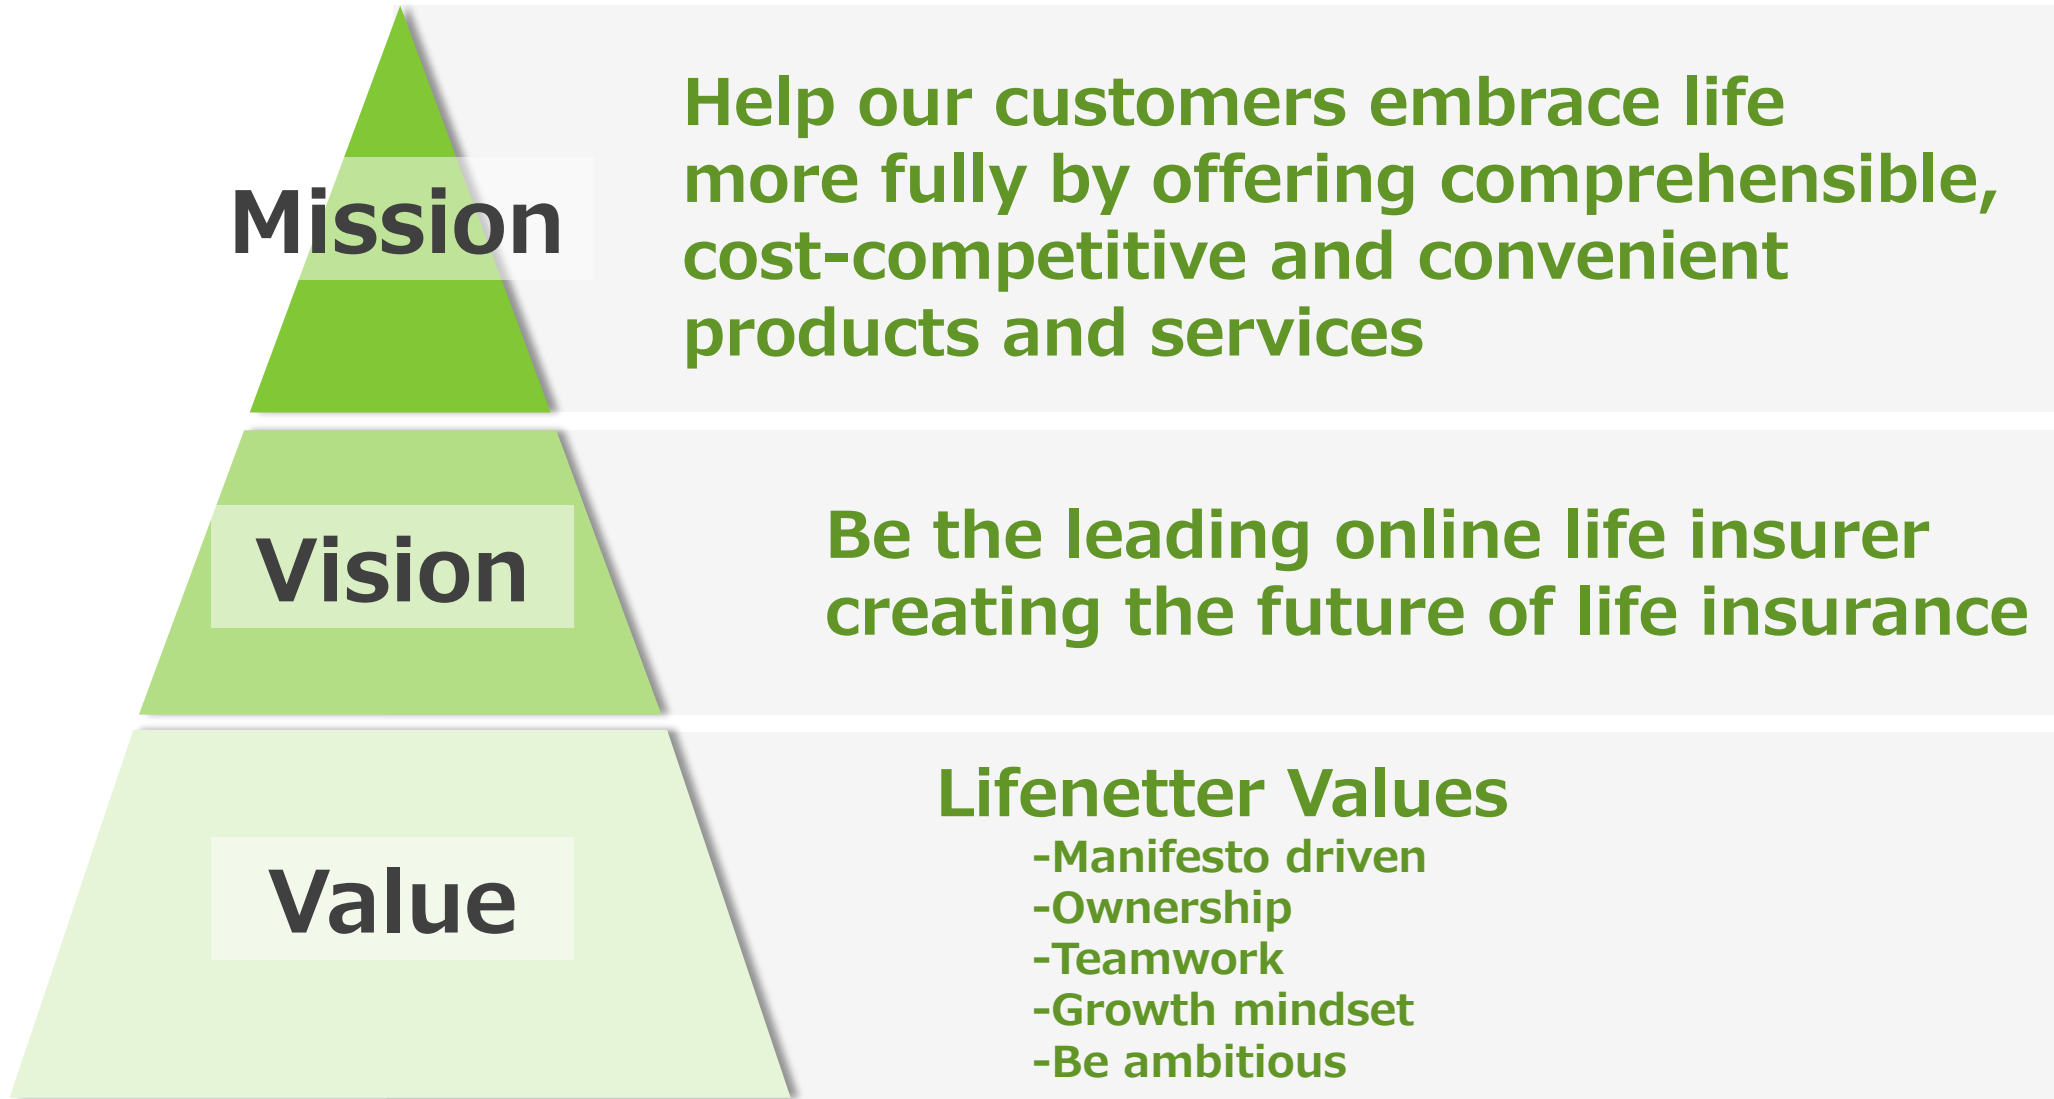 Mission
Help our customers embrace life
more fully by offering comprehensible,
cost-competitive and convenient
products and services
Vision
Be the leading online life insurer
creating the future of life insurance
Value
Lifenetter Values
-Manifesto driven
-Ownership
-Teamwork
-Growth mindset
-Be ambitious